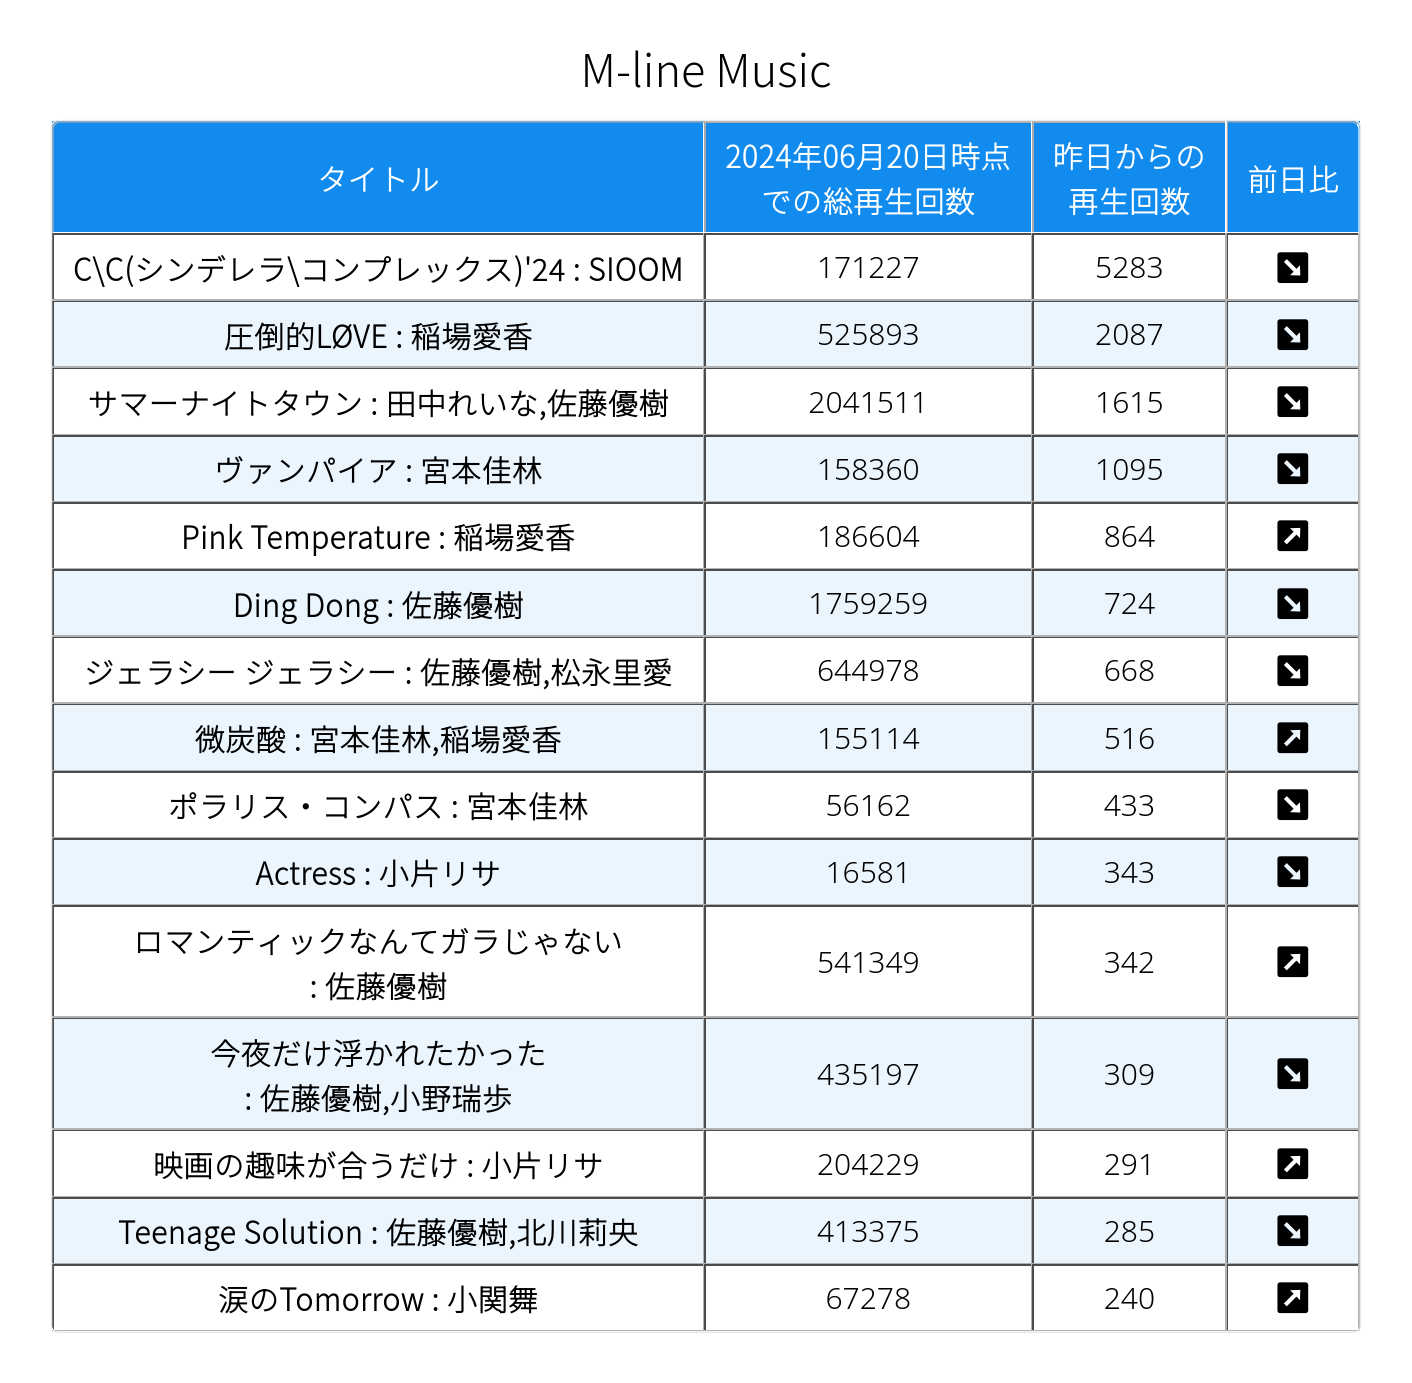 M-line Music
タイトル
2024年06月20日時点
での総再生回数
昨日からの
再生回数
前日比
C\C(シンデレラ\コンプレックス)'24 : SIOOM 171227 5283
圧倒的LØVE : 稲場愛香 525893 2087
サマーナイトタウン : 田中れいな,佐藤優樹 2041511 1615
ヴァンパイア : 宮本佳林 158360 1095
Pink Temperature : 稲場愛香 186604 864
Ding Dong : 佐藤優樹 1759259 724
ジェラシー ジェラシー : 佐藤優樹,松永里愛 644978 668
微炭酸 : 宮本佳林,稲場愛香 155114 516
ポラリス・コンパス : 宮本佳林 56162 433
Actress : 小片リサ 16581 343
ロマンティックなんてガラじゃない
: 佐藤優樹 541349 342
今夜だけ浮かれたかった
: 佐藤優樹,小野瑞歩 435197 309
映画の趣味が合うだけ : 小片リサ 204229 291
Teenage Solution : 佐藤優樹,北川莉央 413375 285
涙のTomorrow : 小関舞 67278 240